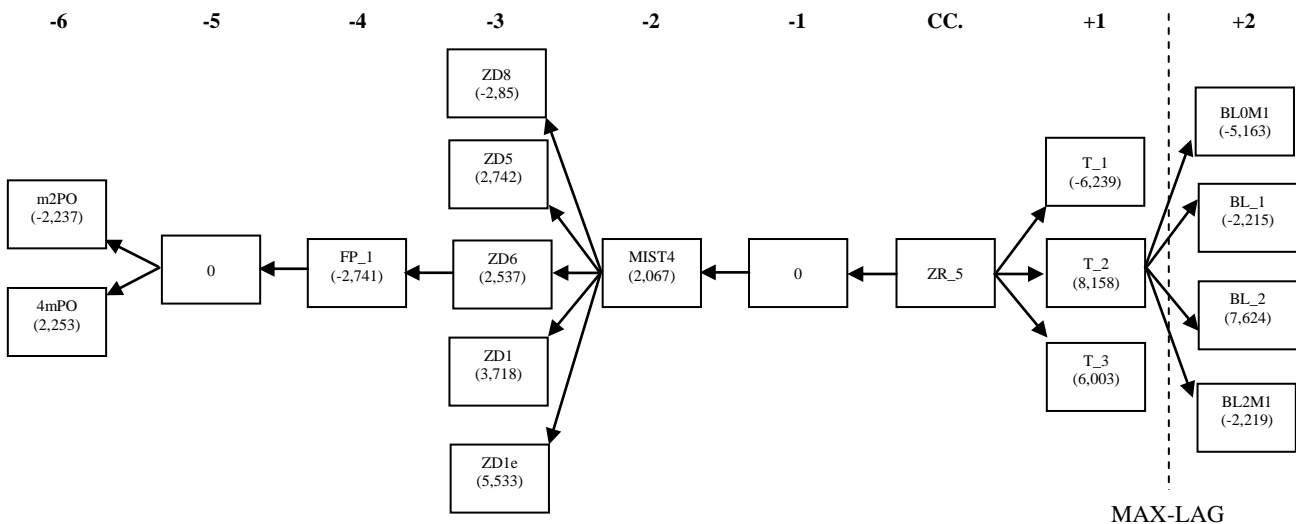 -6 -5 -4 -3 -2 -1 CC. +1 +2
m2PO
(-2,237)
4mPO
(2,253)
0
FP_1
(-2,741)
ZD8
(-2,85)
ZD5
(2,742)
ZD6
(2,537)
ZD1
(3,718)
ZD1e
(5,533)
MIST4
(2,067)
0
ZR_5
T_1
(-6,239)
T_2
(8,158)
T_3
(6,003)
BL0M1
(-5,163)
BL_1
(-2,215)
BL_2
(7,624)
BL2M1
(-2,219)
MAX-LAG